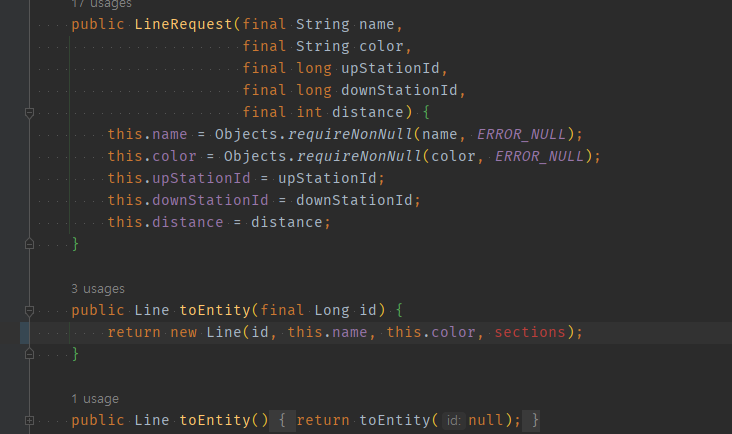 17 usages
public LineRequest(final String name,
final String color,
final long upStationId,
final long downStationId,
final int distance) {
this.name = Objects.requireNonNull(name, ERROR_NULL);
this.color = Objects.requireNonNull(color, ERROR_NULL);
this.upStationId = upStationId;
this.downStationId = downStationId;
this.distance = distance;
}
3 usages
public Line toEntity(final Long id) {
return new Line(id, this.name, this.color, sections);
}
1 usage
public Line toEntity() { return toEntity( id: null); }